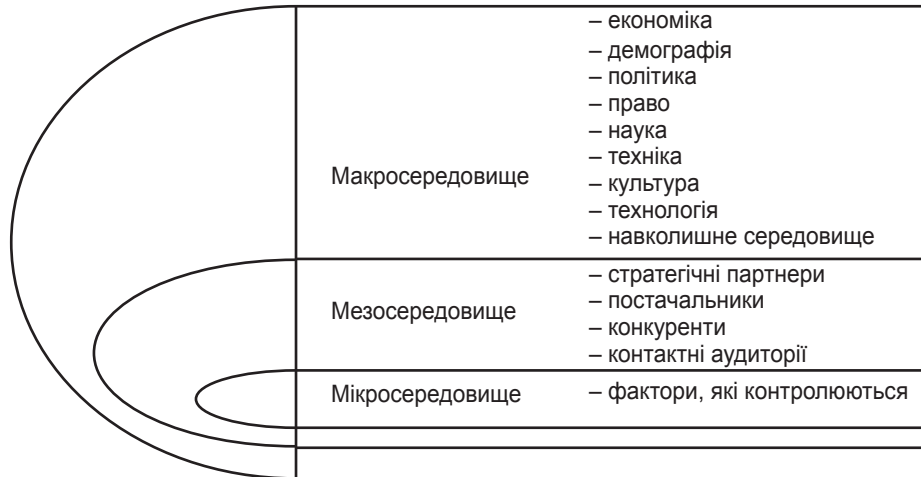 – економіка
– демографія
– політика
– право
– наука
– техніка
Макросередовище – культура
– технологія
– навколишне середовище
– стратегічні партнери
Мезосередовище – постачальники
– конкуренти
– контактні аудиторії
Мікросередовище – фактори, які контролюються